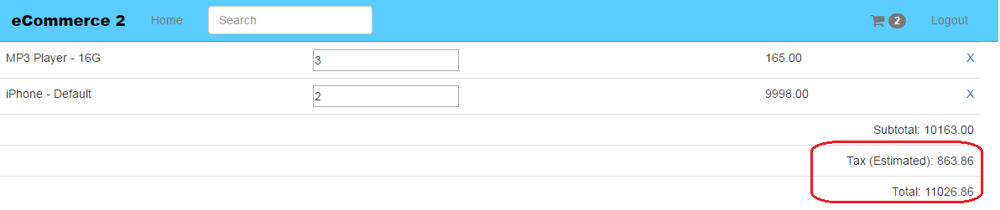 eCommerce 2 Home Search 2 Logout
MP3 Player - 16G 3 165.00 X
iPhone - Default 2 9998.00 X
Subtotal: 10163.00
Tax (Estimated): 863.86
Total: 11026.86